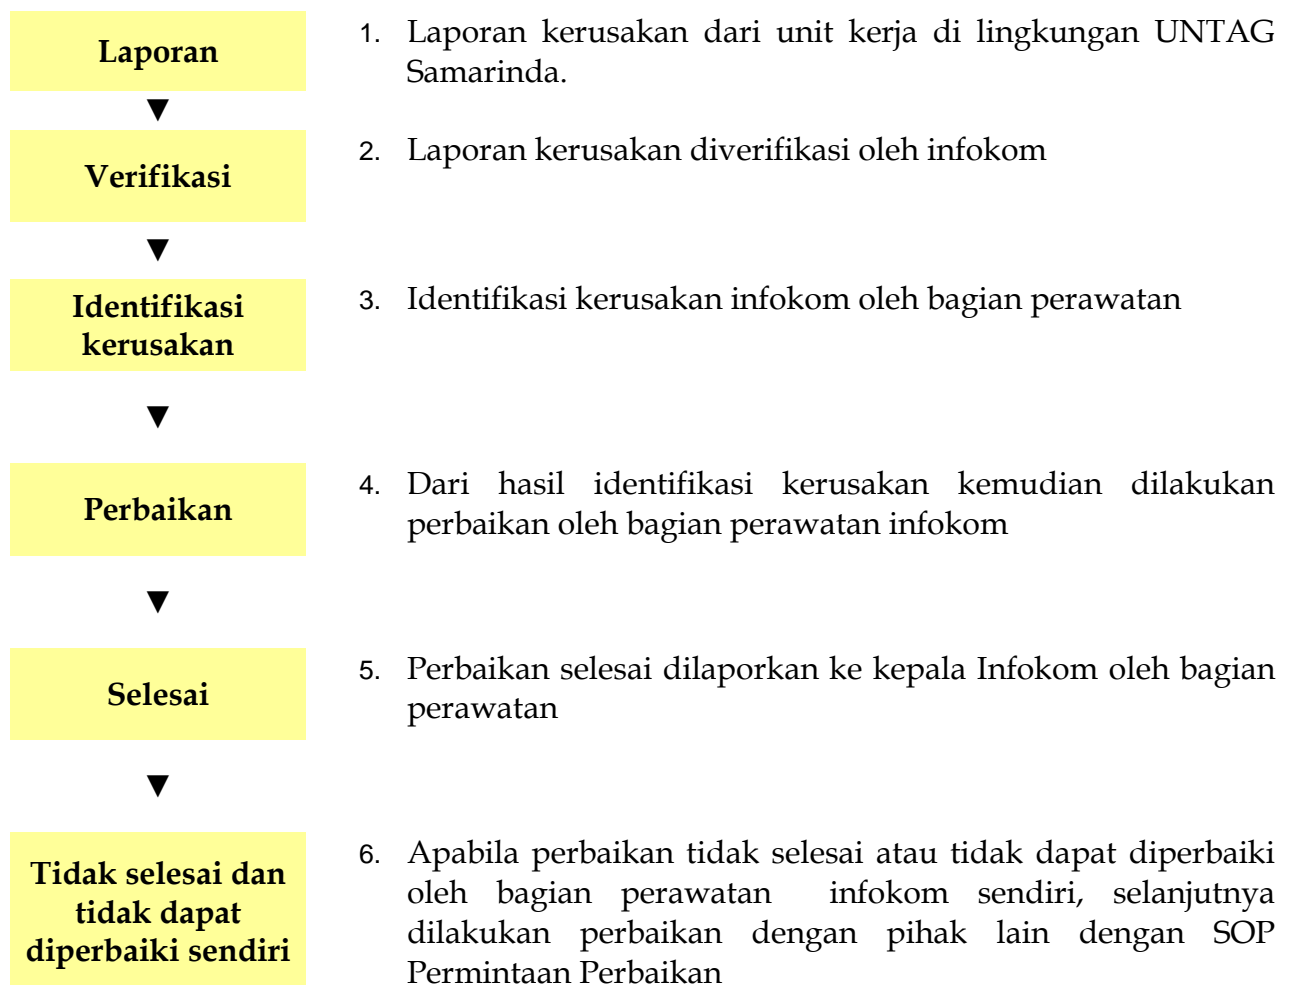 Laporan
1. Laporan kerusakan dari unit kerja di lingkungan UNTAG
Samarinda.
▼
Verifikasi
2. Laporan kerusakan diverifikasi oleh infokom
▼
Identifikasi
kerusakan
3. Identifikasi kerusakan infokom oleh bagian perawatan
▼
Perbaikan
4. Dari hasil identifikasi kerusakan kemudian dilakukan
perbaikan oleh bagian perawatan infokom
▼
Selesai
5. Perbaikan selesai dilaporkan ke kepala Infokom oleh bagian
perawatan
▼
Tidak selesai dan
tidak dapat
diperbaiki sendiri
6. Apabila perbaikan tidak selesai atau tidak dapat diperbaiki
oleh bagian perawatan infokom sendiri, selanjutnya
dilakukan perbaikan dengan pihak lain dengan SOP
Permintaan Perbaikan